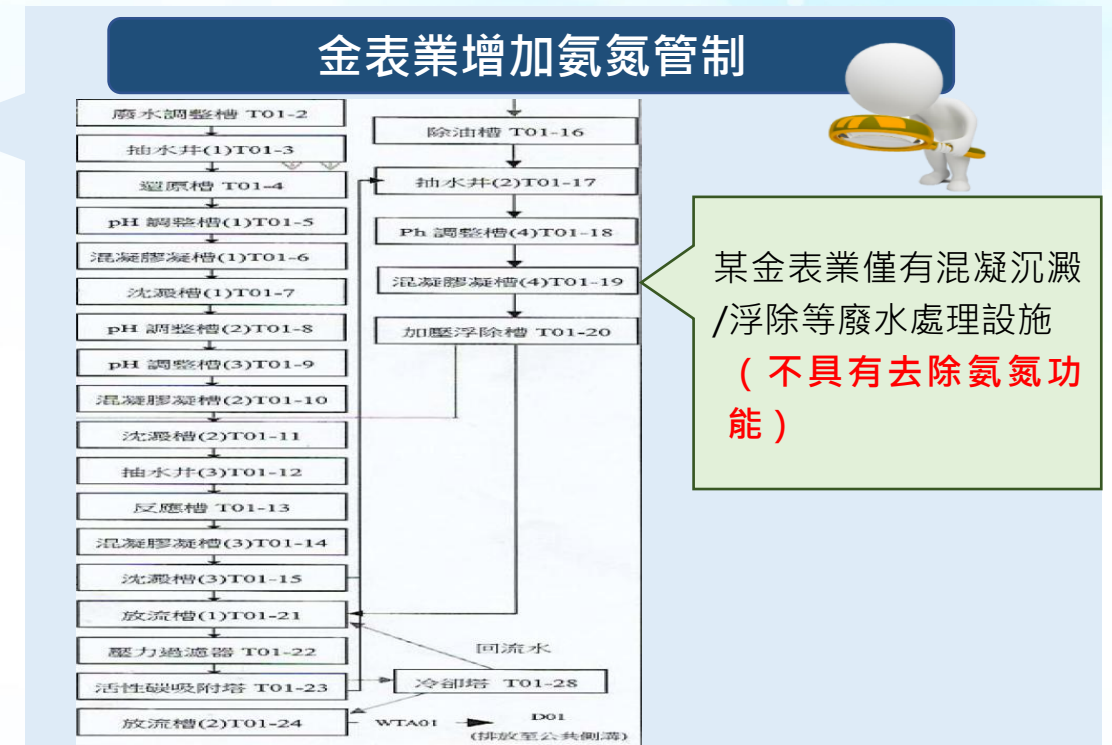 金表業增加氨氮管制
廢水調整槽 T01-2
抽水井(1)T01-3
還原槽 T01-4
pH 調整槽(1)T01-5
混凝膠凝槽(1)T01-6
沈澱槽(1)T01-7
pH 調整槽(2)T01-8
pH 調整槽(3)T01-9
混凝膠凝槽(2)T01-10
沈澱槽(2)T01-11
抽水井(3)T01-12
反應槽 T01-13
混凝膠凝槽(3)T01-14
沈澱槽(3)T01-15
放流槽(1)T01-21
壓力過濾器 T01-22
活性碳吸附塔 T01-23
放流槽(2)T01-24
除油槽 T01-16
抽水井(2)T01-17
Ph 調整槽(4)T01-18
混凝膠凝槽(4)T01-19
加壓浮除槽 T01-20
回流水
冷卻塔 T01-28
WTA01
D01
(排放至公共側溝)
某金表業僅有混凝沉澱
/浮除等廢水處理設施
（不具有去除氨氮功
能）